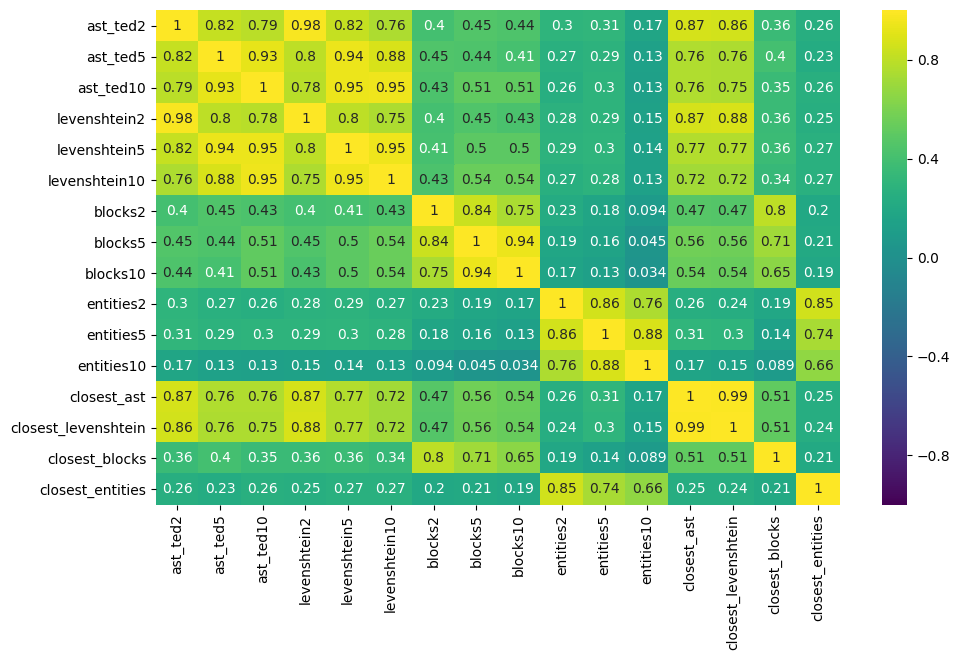 ast_ted2 1 0.82 0.79 0.98 0.82 0.76 0.4 0.45 0.44 0.3 0.31 0.17 0.87 0.86 0.36 0.26
ast_ted5 0.82 1 0.93 0.8 0.94 0.88 0.45 0.44 0.41 0.27 0.29 0.13 0.76 0.76 0.4 0.23
ast_ted10 0.79 0.93 1 0.78 0.95 0.95 0.43 0.51 0.51 0.26 0.3 0.13 0.76 0.75 0.35 0.26
levenshtein2 0.98 0.8 0.78 1 0.8 0.75 0.4 0.45 0.43 0.28 0.29 0.15 0.87 0.88 0.36 0.25
levenshtein5 0.82 0.94 0.95 0.8 1 0.95 0.41 0.5 0.5 0.29 0.3 0.14 0.77 0.77 0.36 0.27
levenshtein10 0.76 0.88 0.95 0.75 0.95 1 0.43 0.54 0.54 0.27 0.28 0.13 0.72 0.72 0.34 0.27
blocks2 0.4 0.45 0.43 0.4 0.41 0.43 1 0.84 0.75 0.23 0.18 0.094 0.47 0.47 0.8 0.2
blocks5 0.45 0.44 0.51 0.45 0.5 0.54 0.84 1 0.94 0.19 0.16 0.045 0.56 0.56 0.71 0.21
blocks10 0.44 0.41 0.51 0.43 0.5 0.54 0.75 0.94 1 0.17 0.13 0.034 0.54 0.54 0.65 0.19
entities2 0.3 0.27 0.26 0.28 0.29 0.27 0.23 0.19 0.17 1 0.86 0.76 0.26 0.24 0.19 0.85
entities5 0.31 0.29 0.3 0.29 0.3 0.28 0.18 0.16 0.13 0.86 1 0.88 0.31 0.3 0.14 0.74
entities10 0.17 0.13 0.13 0.15 0.14 0.13 0.094 0.045 0.034 0.76 0.88 1 0.17 0.15 0.089 0.66
closest_ast 0.87 0.76 0.76 0.87 0.77 0.72 0.47 0.56 0.54 0.26 0.31 0.17 1 0.99 0.51 0.25
closest_levenshtein 0.86 0.76 0.75 0.88 0.77 0.72 0.47 0.56 0.54 0.24 0.3 0.15 0.99 1 0.51 0.24
closest_blocks 0.36 0.4 0.35 0.36 0.36 0.34 0.8 0.71 0.65 0.19 0.14 0.089 0.51 0.51 1 0.21
closest_entities 0.26 0.23 0.26 0.25 0.27 0.27 0.2 0.21 0.19 0.85 0.74 0.66 0.25 0.24 0.21 1
ast_ted2
ast_ted5
ast_ted10
levenshtein2
levenshtein5
levenshtein10
blocks2
blocks5
blocks10
entities2
entities5
entities10
closest_ast
closest_levenshtein
closest_blocks
closest_entities
0.8
0.4
0.0
−0.4
−0.8